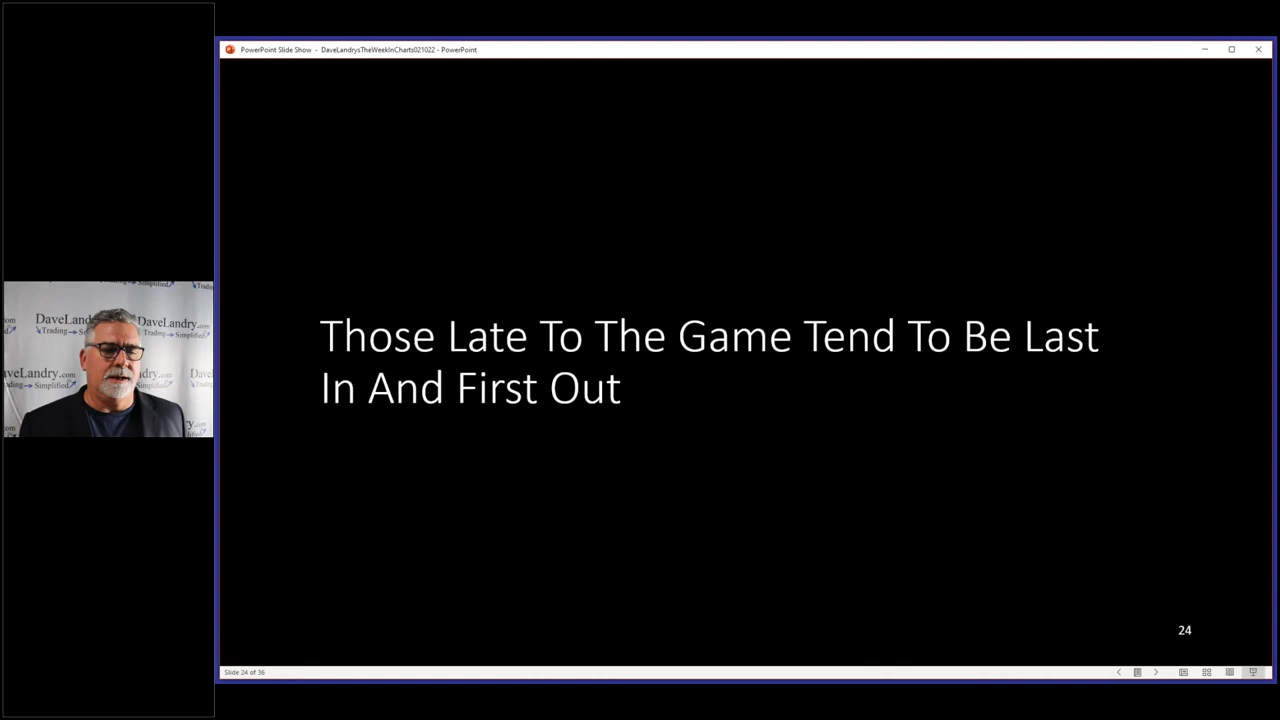 PowerPoint Slide Show - DaveLandrysTheWeekInCharts021022 - PowerPoint
Those Late To The Game Tend To Be Last
In And First Out
24
Slide 24 of 36
DaveLandry.com
Trading Simplified